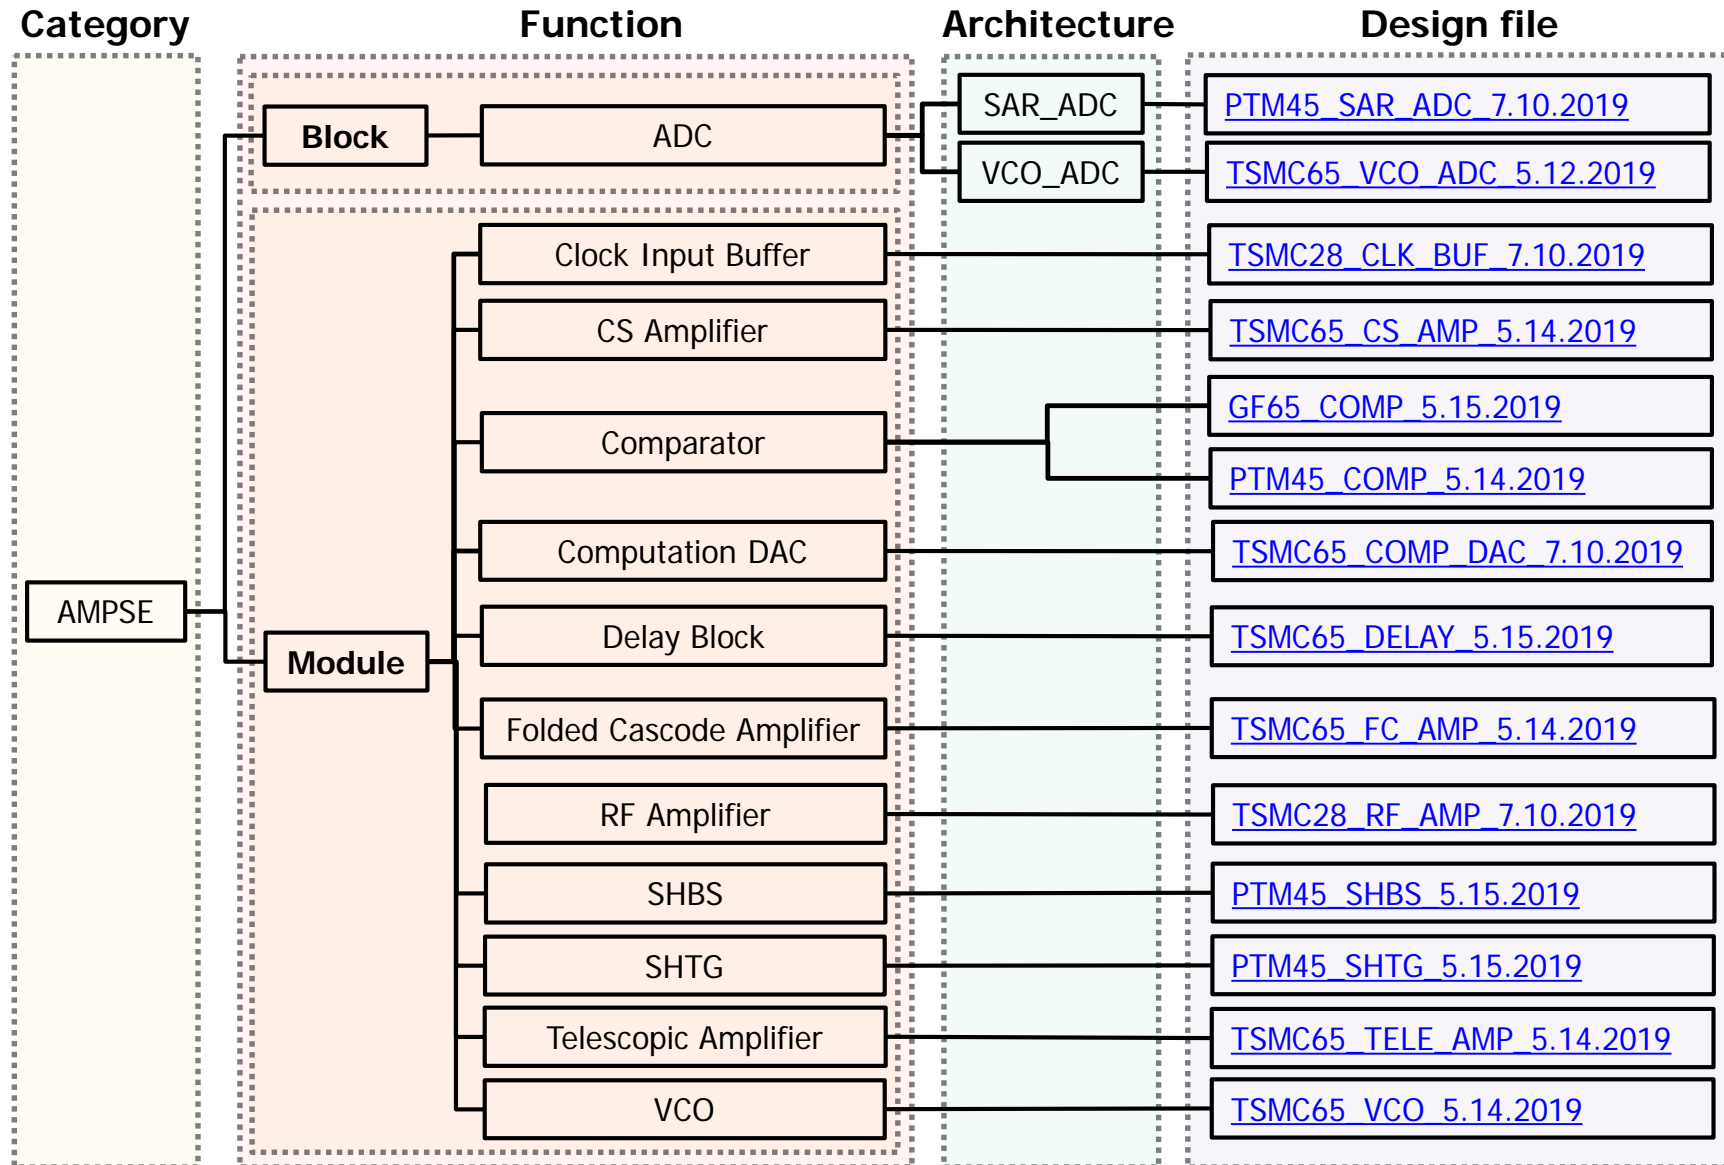 Category Function Architecture Design file
Block ADC SAR_ADC PTM45_SAR_ADC_7.10.2019
VCO_ADC TSMC65_VCO_ADC_5.12.2019
Clock Input Buffer TSMC28_CLK_BUF_7.10.2019
CS Amplifier TSMC65_CS_AMP_5.14.2019
GF65_COMP_5.15.2019
Comparator
PTM45_COMP_5.14.2019
Computation DAC TSMC65_COMP_DAC_7.10.2019
AMPSE
Delay Block TSMC65_DELAY_5.15.2019
Module
Folded Cascode Amplifier TSMC65_FC_AMP_5.14.2019
RF Amplifier TSMC28_RF_AMP_7.10.2019
SHBS PTM45_SHBS_5.15.2019
SHTG PTM45_SHTG_5.15.2019
Telescopic Amplifier TSMC65_TELE_AMP_5.14.2019
VCO TSMC65_VCO_5.14.2019